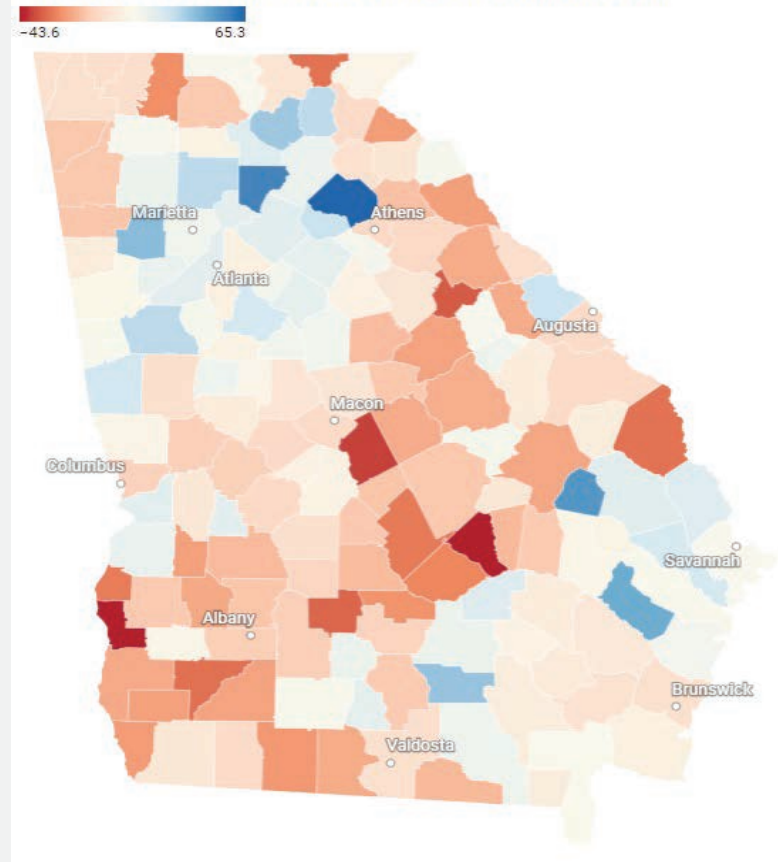 −43.6 65.3
Marietta
Athens
Atlanta
Augusta
Macon
Columbus
Savannah
Albany
Brunswick
Valdosta